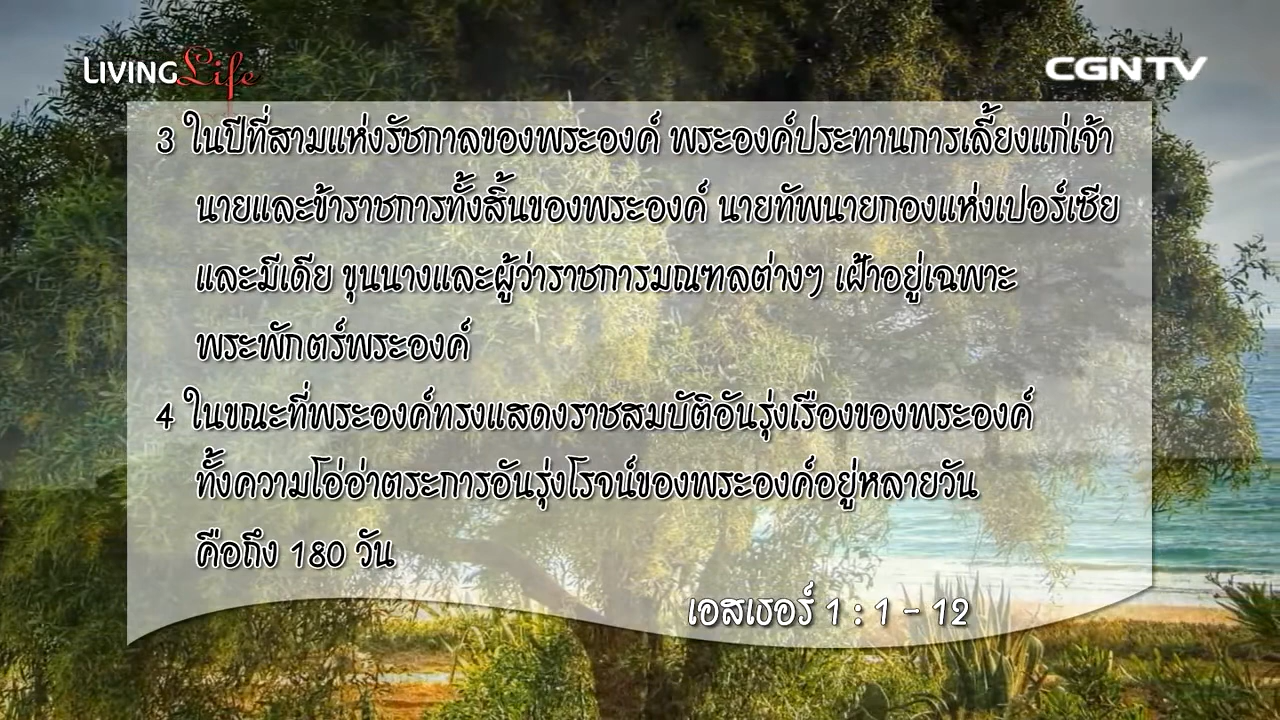 LIVING Life
CGNTV
3 ในปีที่สามแห่งรัชกาลของพระองค์ พระองค์ประทานการเลี้ยงแก่เจ้า
นายและข้าราชการทั้งสิ้นของพระองค์ นายทัพนายกองแห่งเปอร์เซีย
และมีเดีย ขุนนางและผู้ว่าราชการมณฑลต่างๆ เฝ้าอยู่เฉพาะ
พระพักตร์พระองค์
4 ในขณะที่พระองค์ทรงแสดงราชสมบัติอันรุ่งเรืองของพระองค์
ทั้งความโอ่อ่าตระการอันรุ่งโรจน์ของพระองค์อยู่หลายวัน
คือถึง 180 วัน
เอสเธอร์ 1 : 1 - 12